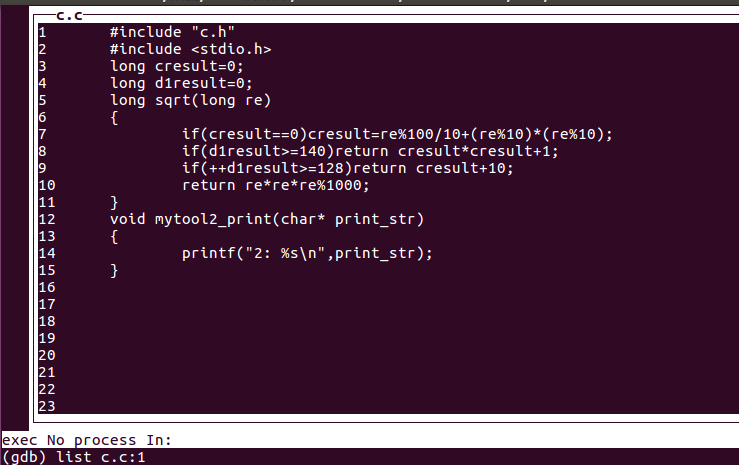 c.c
1 #include "c.h"
2 #include <stdio.h>
3 long cresult=0;
4 long d1result=0;
5 long sqrt(long re)
6 {
7 if(cresult==0)cresult=re%100/10+(re%10)*(re%10);
8 if(d1result>=140)return cresult*cresult+1;
9 if(++d1result>=128)return cresult+10;
10 return re*re*re%1000;
11 }
12 void mytool2_print(char* print_str)
13 {
14 printf("2: %s\n",print_str);
15 }
16
17
18
19
20
21
22
23
exec No process In:
(gdb) list c.c:1